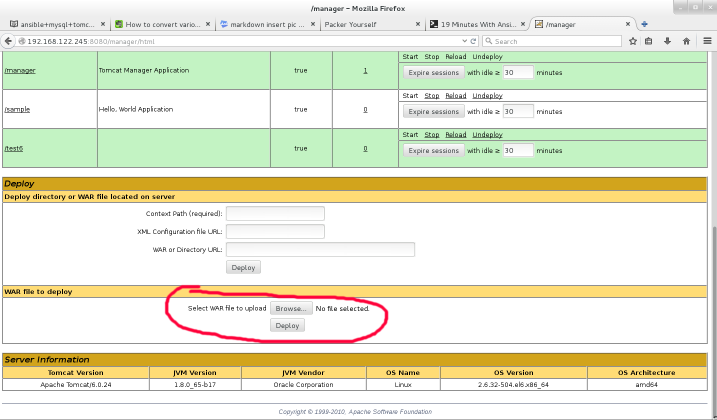 /manager - Mozilla Firefox
ansible+mysql+tomc... How to convert vario... markdown insert pic ... Packer Yourself 19 Minutes With Ansi... /manager
192.168.122.245:8080/manager/html Search
Start Stop Reload Undeploy
/manager Tomcat Manager Application true 1
Expire sessions with idle ≥ 30 minutes
Start Stop Reload Undeploy
/sample Hello, World Application true 0
Expire sessions with idle ≥ 30 minutes
Start Stop Reload Undeploy
/test6 true 0
Expire sessions with idle ≥ 30 minutes
Deploy
Deploy directory or WAR file located on server
Context Path (required):
XML Configuration file URL:
WAR or Directory URL:
Deploy
WAR file to deploy
Select WAR file to upload Browse... No file selected.
Deploy
Server Information
Tomcat Version JVM Version JVM Vendor OS Name OS Version OS Architecture
Apache Tomcat/6.0.24 1.8.0_65-b17 Oracle Corporation Linux 2.6.32-504.el6.x86_64 amd64
Copyright © 1999-2010, Apache Software Foundation